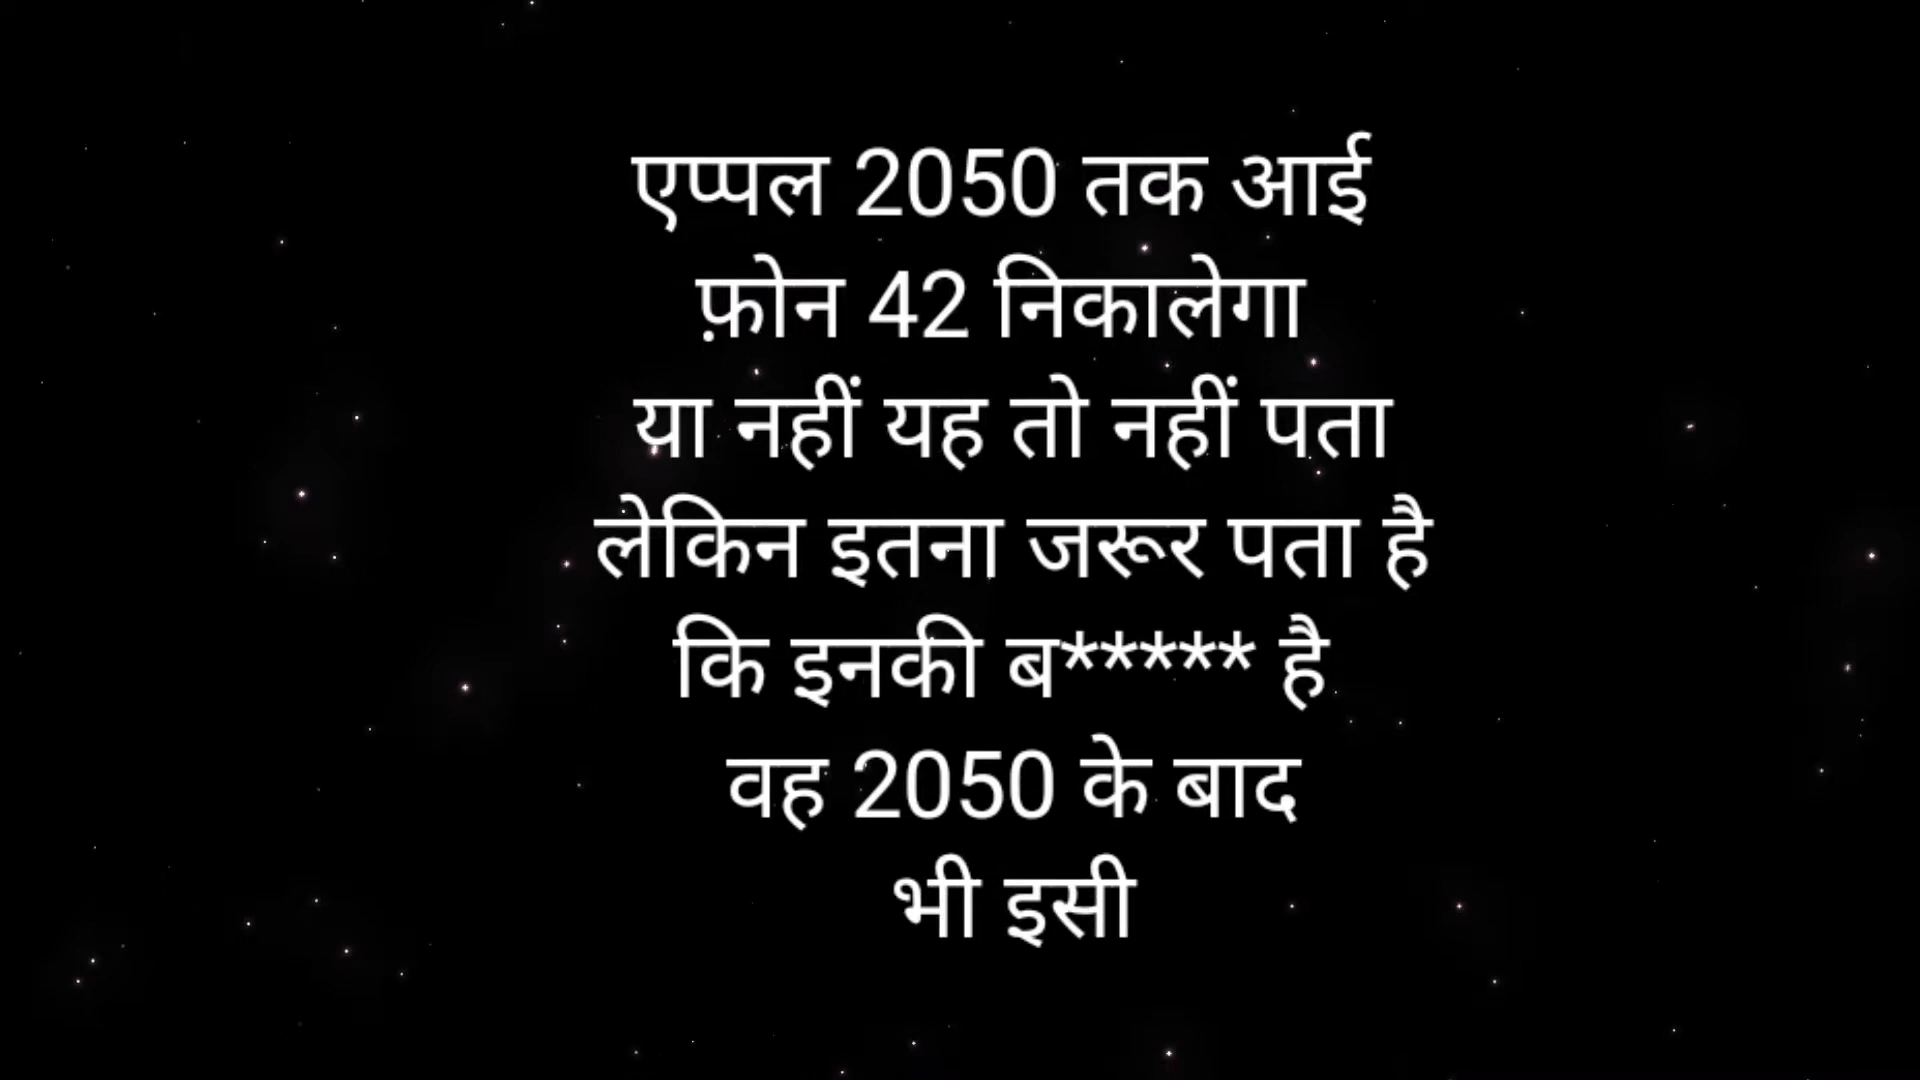 एप्पल 2050 तक आई
फ़ोन 42 निकालेगा
या नहीं यह तो नहीं पता
लेकिन इतना जरूर पता है
कि इनकी ब***** है
वह 2050 के बाद
भी इसी